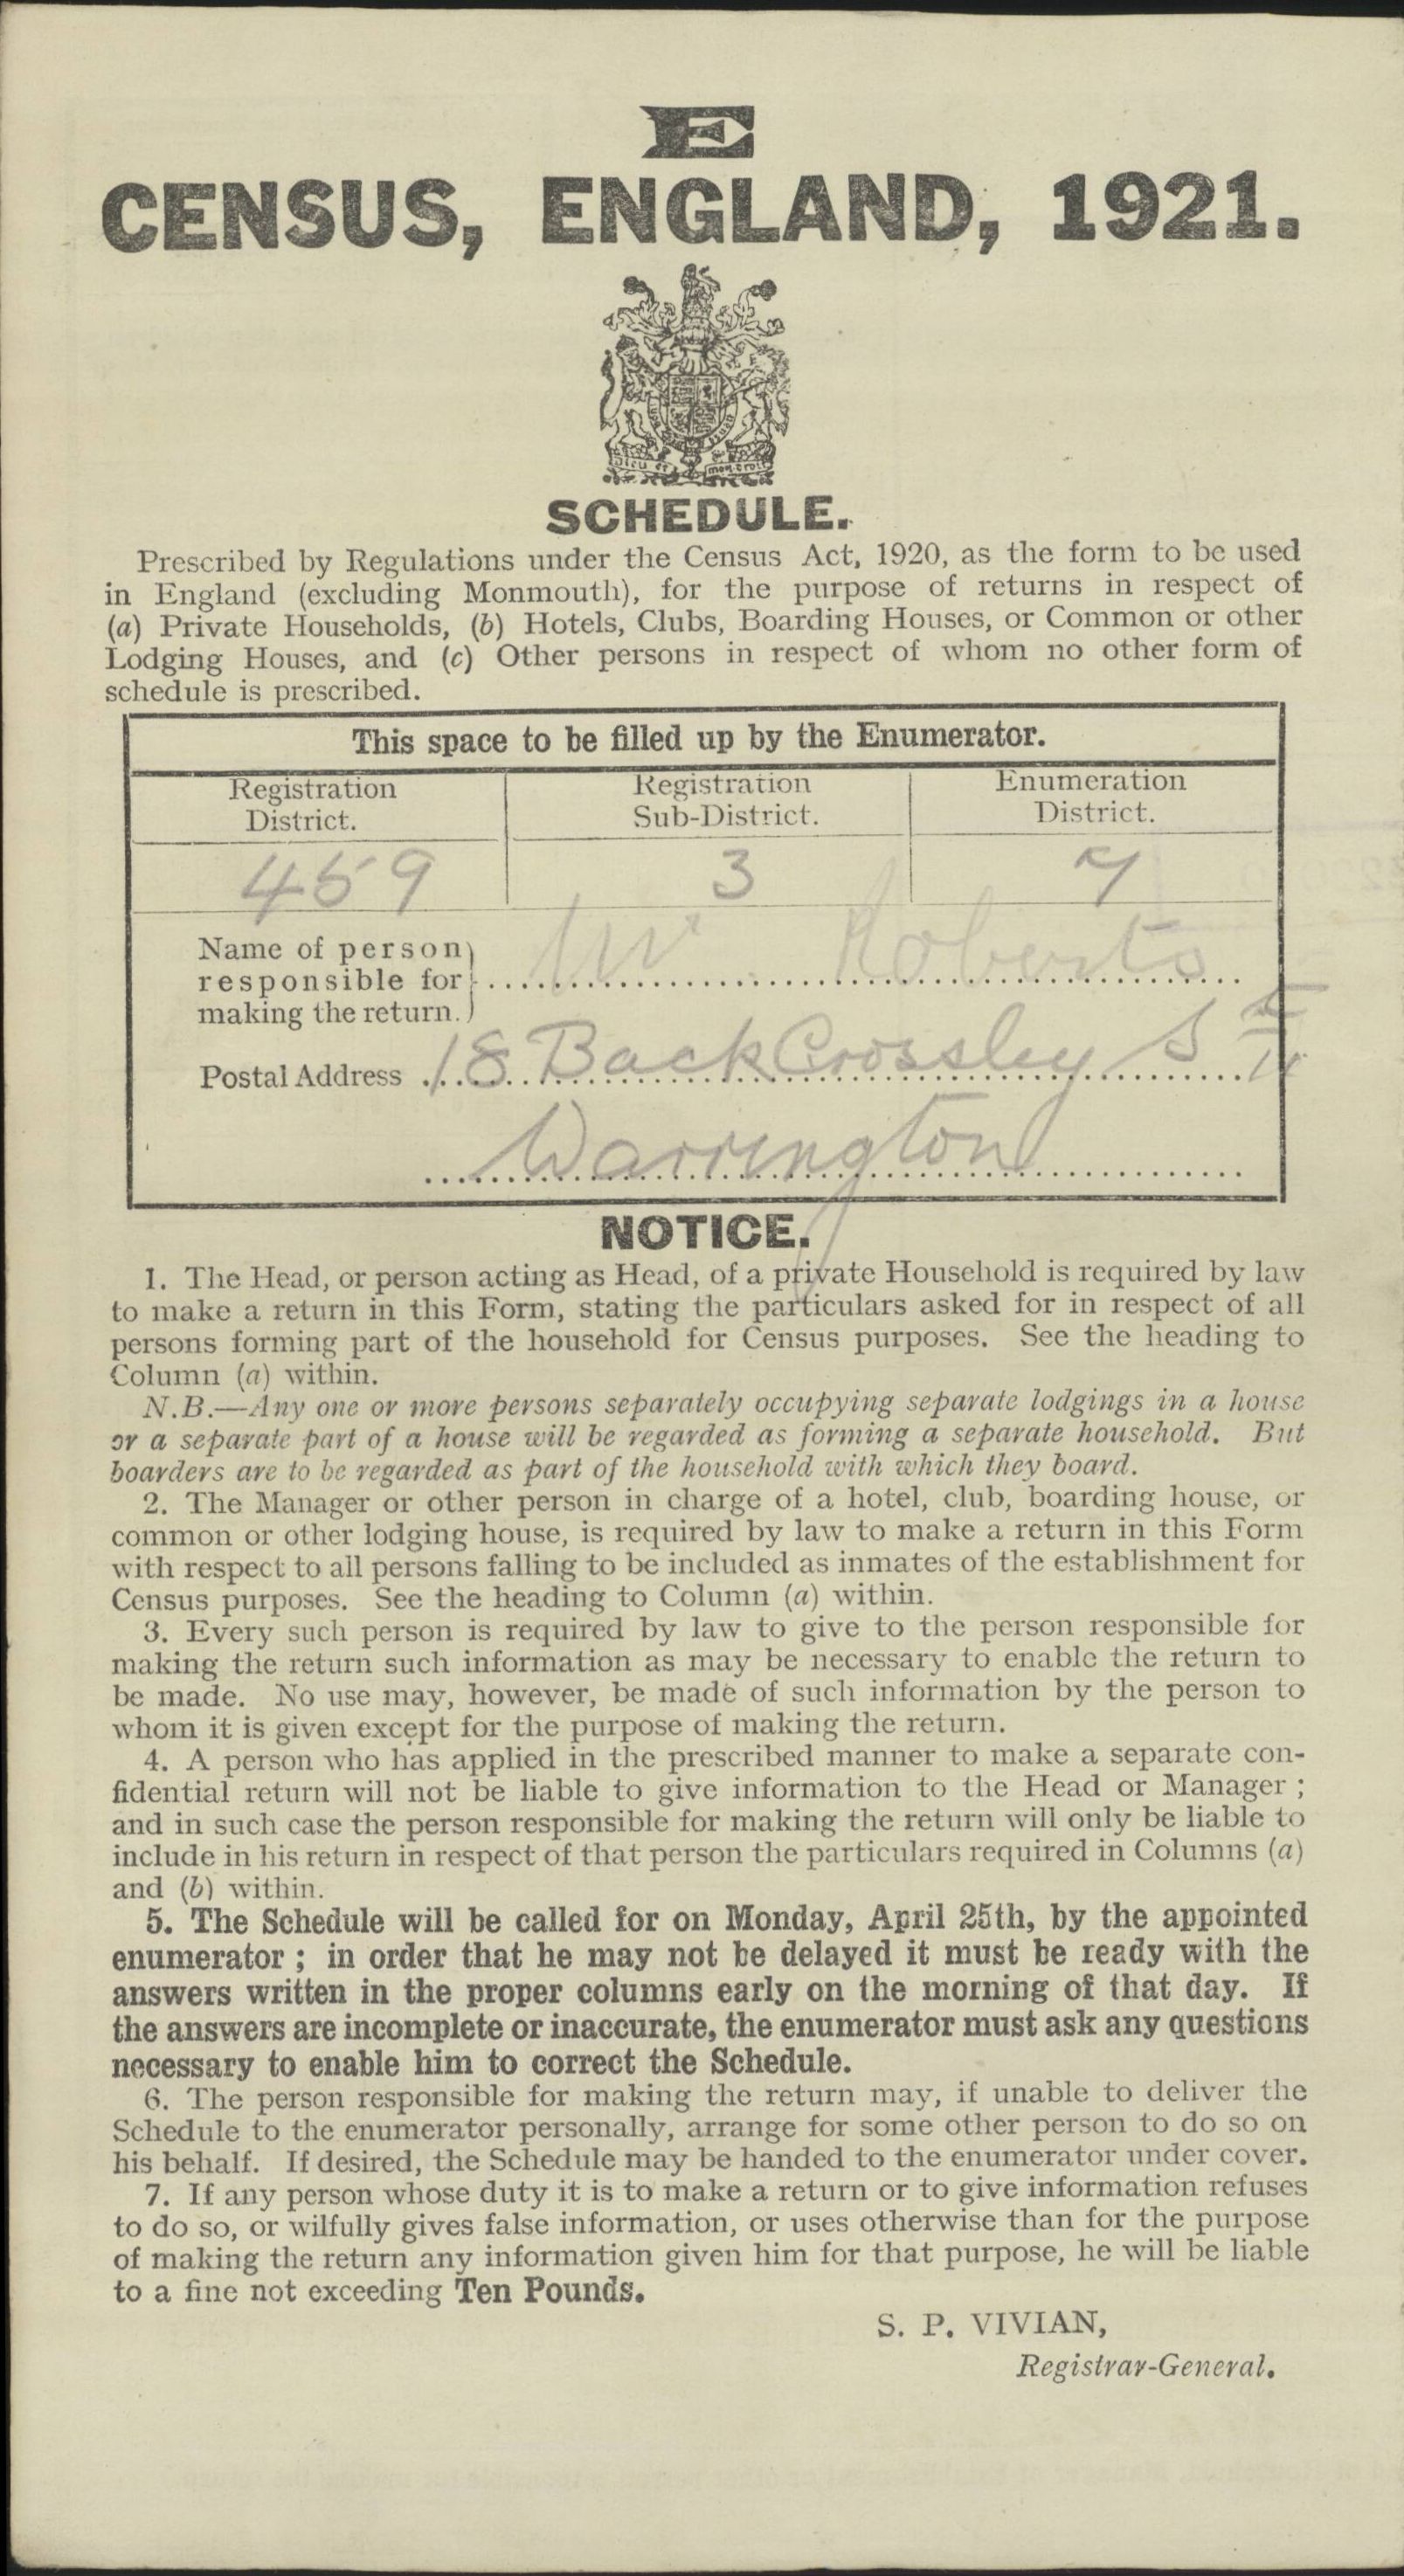 E
CENSUS, ENGLAND, 1921.
Dieu et mon droit
SCHEDULE.
Prescribed by Regulations under the Census Act, 1920, as the form to be used
in England (excluding Monmouth), for the purpose of returns in respect of
(a) Private Households, (b) Hotels, Clubs, Boarding Houses, or Common or other
Lodging Houses, and (c) Other persons in respect of whom no other form of
schedule is prescribed.
This space to be filled up by the Enumerator.
Registration District.
Registration Sub-District.
Enumeration District.
459 3 7
Name of person
responsible for Mr Roberts
making the return.
Postal Address 18 Back Crossley St
Warrington
NOTICE.
1. The Head, or person acting as Head, of a private Household is required by law
to make a return in this Form, stating the particulars asked for in respect of all
persons forming part of the household for Census purposes. See the heading to
Column (a) within.
N.B.—Any one or more persons separately occupying separate lodgings in a house
or a separate part of a house will be regarded as forming a separate household. But
boarders are to be regarded as part of the household with which they board.
2. The Manager or other person in charge of a hotel, club, boarding house, or
common or other lodging house, is required by law to make a return in this Form
with respect to all persons falling to be included as inmates of the establishment for
Census purposes. See the heading to Column (a) within.
3. Every such person is required by law to give to the person responsible for
making the return such information as may be necessary to enable the return to
be made. No use may, however, be made of such information by the person to
whom it is given except for the purpose of making the return.
4. A person who has applied in the prescribed manner to make a separate con-
fidential return will not be liable to give information to the Head or Manager ;
and in such case the person responsible for making the return will only be liable to
include in his return in respect of that person the particulars required in Columns (a)
and (b) within.
5. The Schedule will be called for on Monday, April 25th, by the appointed
enumerator ; in order that he may not be delayed it must be ready with the
answers written in the proper columns early on the morning of that day. If
the answers are incomplete or inaccurate, the enumerator must ask any questions
necessary to enable him to correct the Schedule.
6. The person responsible for making the return may, if unable to deliver the
Schedule to the enumerator personally, arrange for some other person to do so on
his behalf. If desired, the Schedule may be handed to the enumerator under cover.
7. If any person whose duty it is to make a return or to give information refuses
to do so, or wilfully gives false information, or uses otherwise than for the purpose
of making the return any information given him for that purpose, he will be liable
to a fine not exceeding Ten Pounds.
S. P. VIVIAN,
Registrar-General.